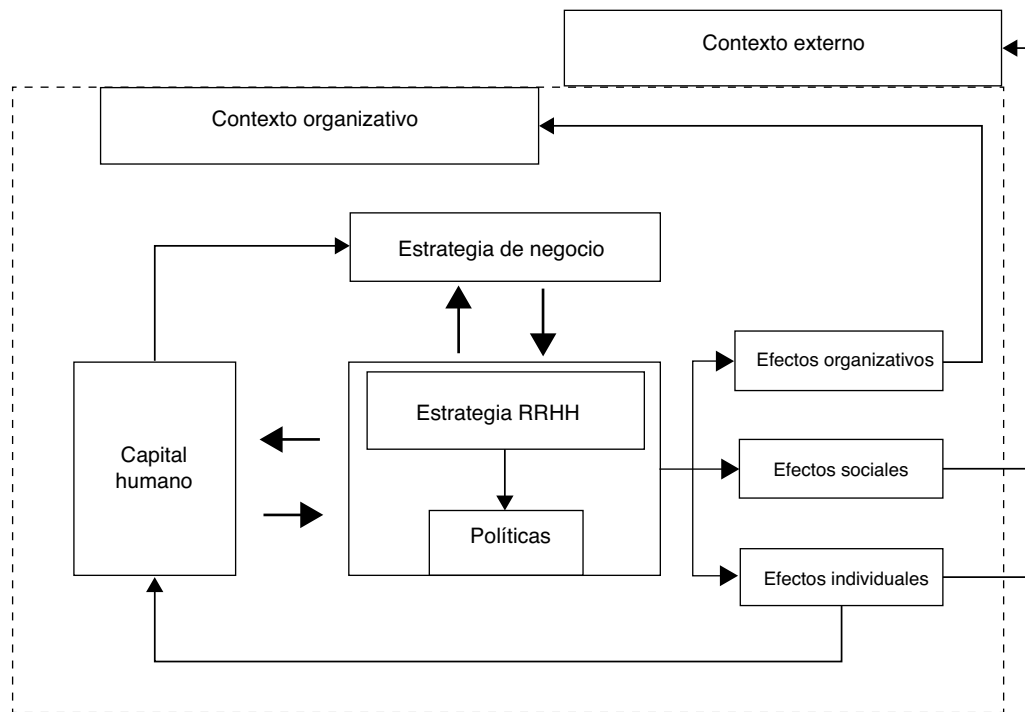 Contexto externo
Contexto organizativo
Estrategia de negocio
Efectos organizativos
Estrategia RRHH
Capital
humano
Efectos sociales
Políticas
Efectos individuales